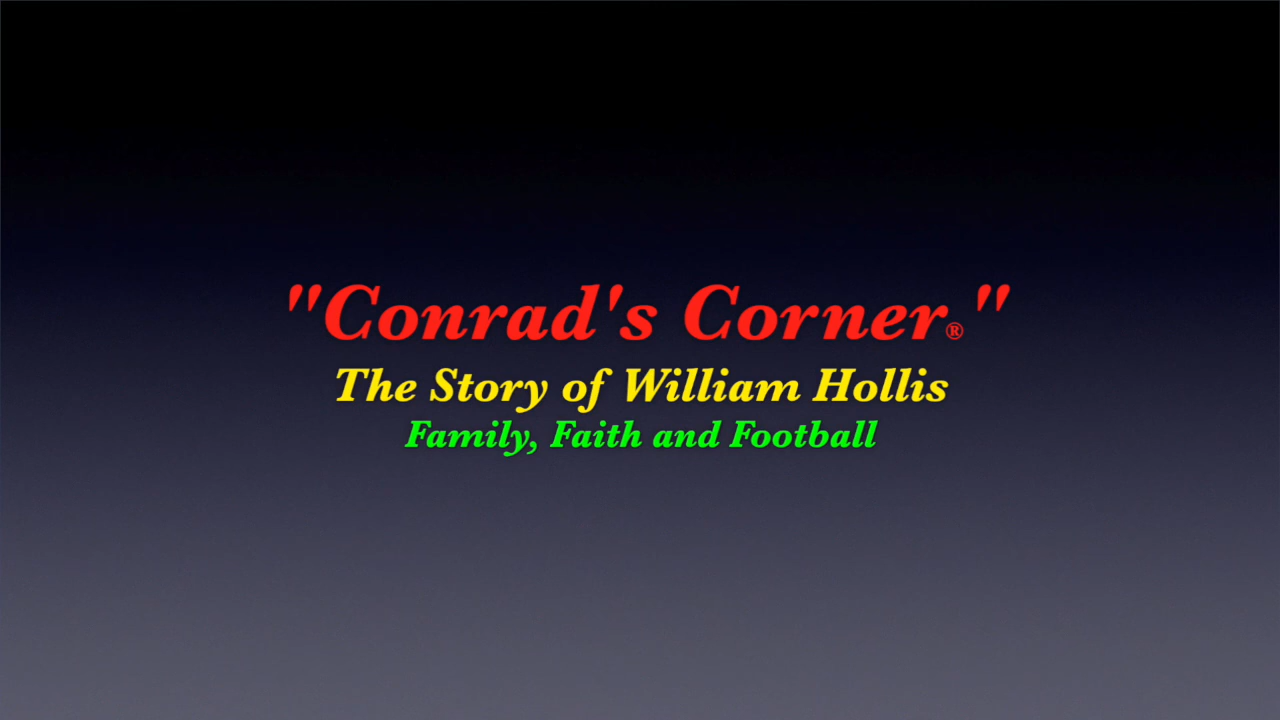 "Conrad's Corner®"
The Story of William Hollis
Family, Faith and Football